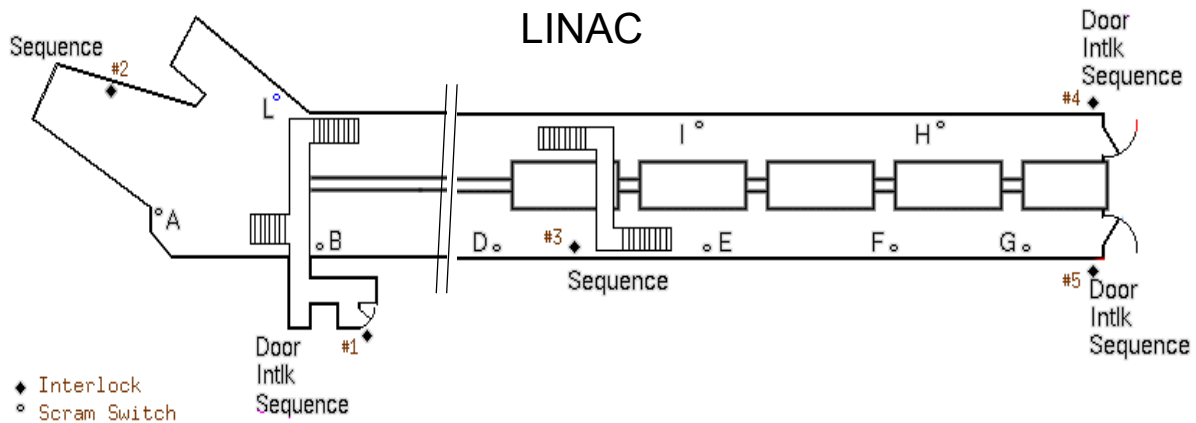 LINAC
Sequence
#2
Door
Intlk
Sequence
#4
L
I
H
A
B
D
#3
E
F
G
Sequence
#5
Door
Intlk
Sequence
#1
Door
Intlk
Sequence
Interlock
Scram Switch